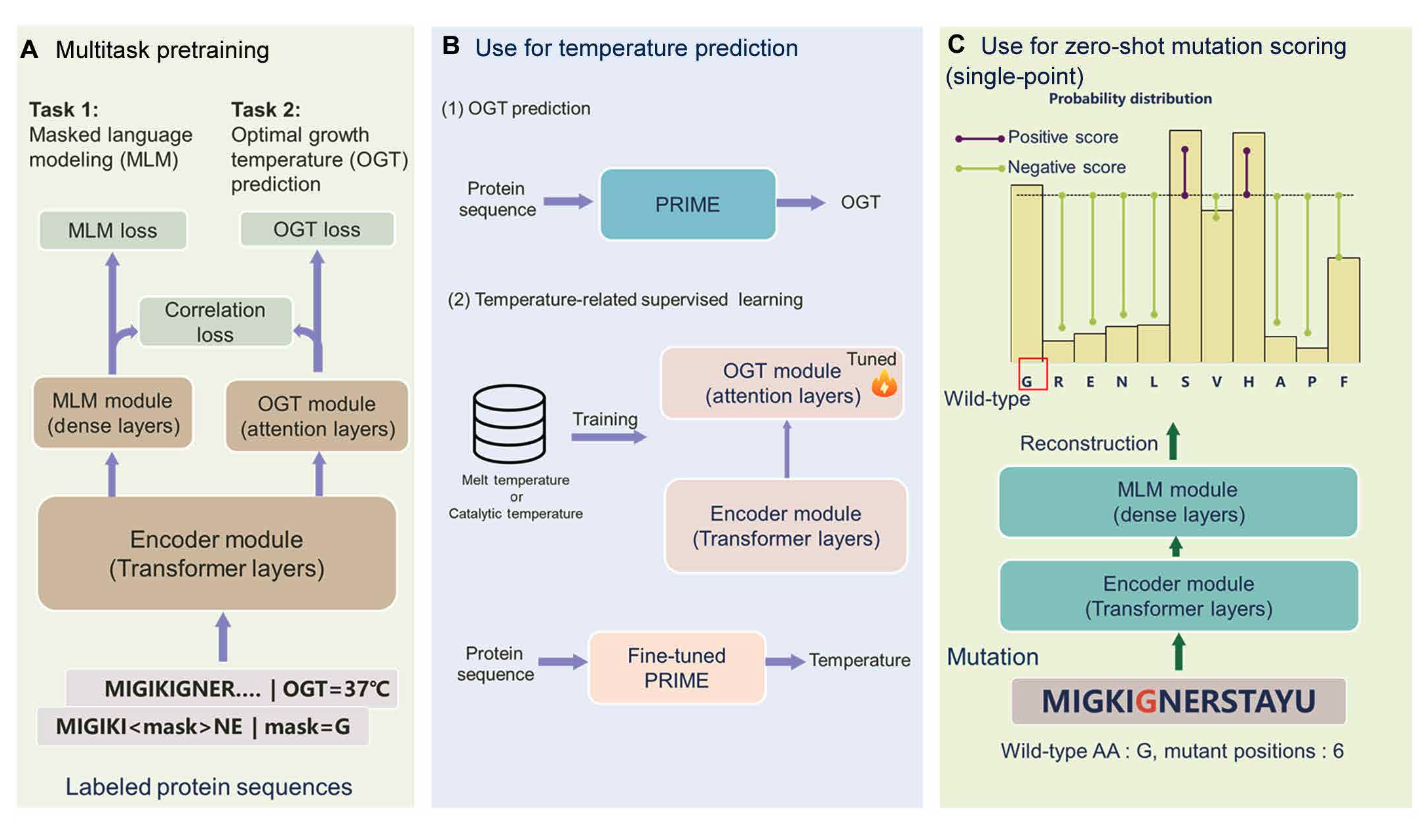 A Multitask pretraining
Task 1:
Masked language
modeling (MLM)
Task 2:
Optimal growth
temperature (OGT)
prediction
MLM loss
OGT loss
Correlation
loss
MLM module
(dense layers)
OGT module
(attention layers)
Encoder module
(Transformer layers)
MIGIKIGNER.... | OGT=37℃
MIGIKI<mask>NE | mask=G
Labeled protein sequences
B Use for temperature prediction
(1) OGT prediction
Protein
sequence
PRIME
OGT
(2) Temperature-related supervised learning
Tuned
OGT module
(attention layers)
Training
Melt temperature
or
Catalytic temperature
Encoder module
(Transformer layers)
Protein
sequence
Fine-tuned
PRIME
Temperature
C Use for zero-shot mutation scoring
(single-point)
Probability distribution
Positive score
Negative score
G R E N L S V H A P F
Wild-type
Reconstruction
MLM module
(dense layers)
Encoder module
(Transformer layers)
Mutation
MIGKIGNERSTAYU
Wild-type AA : G, mutant positions : 6